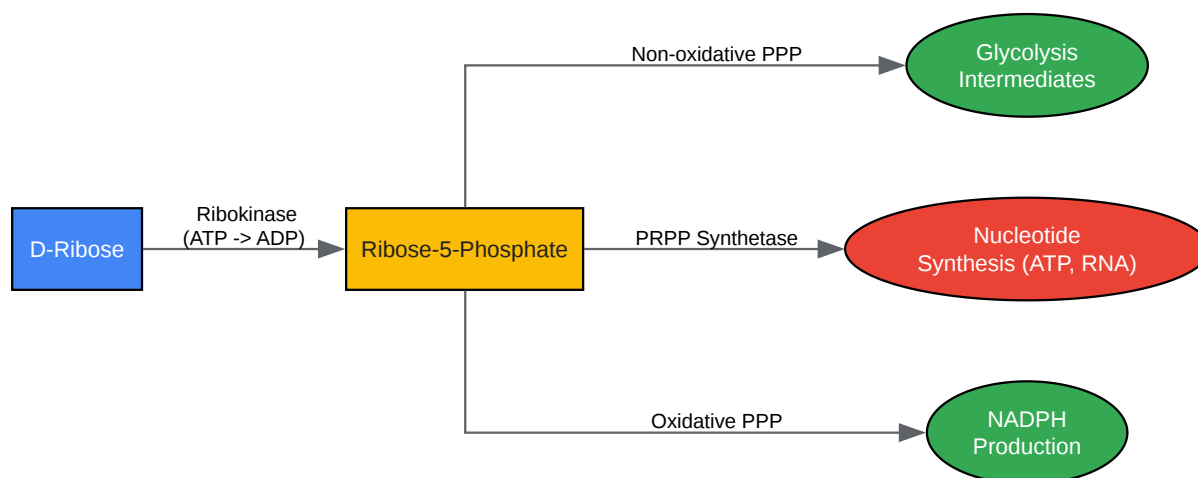 Non-oxidative PPP
Glycolysis
Intermediates
D-Ribose
Ribokinase
(ATP -> ADP)
Ribose-5-Phosphate
PRPP Synthetase
Nucleotide
Synthesis (ATP, RNA)
Oxidative PPP
NADPH
Production